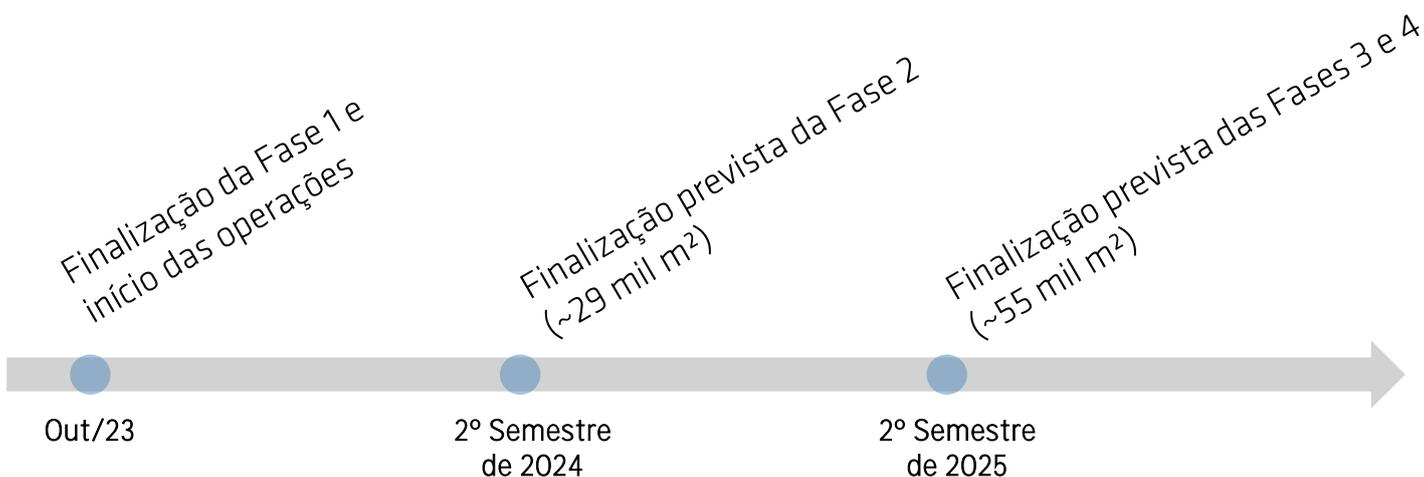 Finalização da Fase 1 e
início das operações
Out/23
Finalização prevista da Fase 2
(~29 mil m²)
2º Semestre
de 2024
Finalização prevista das Fases 3 e 4
(~55 mil m²)
2º Semestre
de 2025